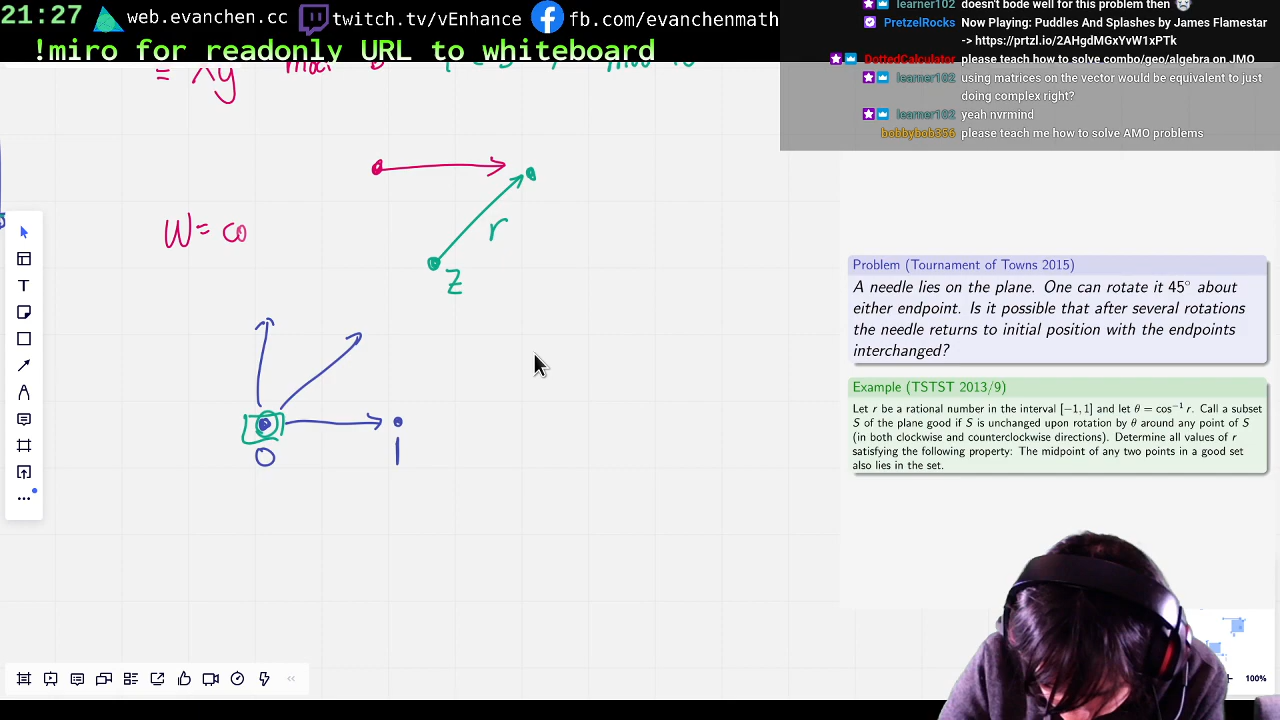 21:27
web.evanchen.cc
twitch.tv/vEnhance
fb.com/evanchenmath
!miro for readonly URL to whiteboard
learner102 doesn't bode well for this problem then
PretzelRocks Now Playing: Puddles And Splashes by James Flamestar
-> https://prtzl.io/2AHgdMGxYvW1xPTk
DottedCalculator please teach how to solve combo/geo/algebra on JMO
learner102 using matrices on the vector would be equivalent to just
doing complex right?
learner102 yeah nvrmind
bobbybob356 please teach me how to solve AMO problems
W = co
r
z
0
1
T
Problem (Tournament of Towns 2015)
A needle lies on the plane. One can rotate it 45° about
either endpoint. Is it possible that after several rotations
the needle returns to initial position with the endpoints
interchanged?
Example (TSTST 2013/9)
Let r be a rational number in the interval [−1, 1] and let θ = cos⁻¹ r. Call a subset
S of the plane good if S is unchanged upon rotation by θ around any point of S
(in both clockwise and counterclockwise directions). Determine all values of r
satisfying the following property: The midpoint of any two points in a good set
also lies in the set.
100%